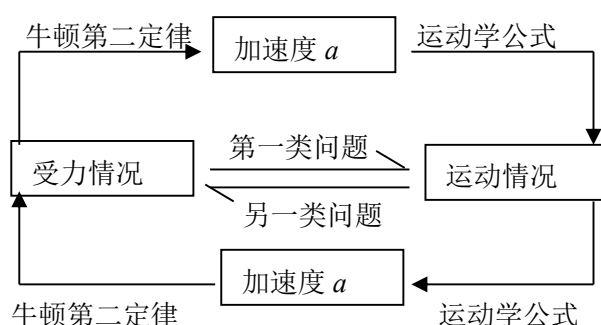 牛顿第二定律
加速度 a
运动学公式
第一类问题
受力情况
运动情况
另一类问题
加速度 a
牛顿第二定律
运动学公式